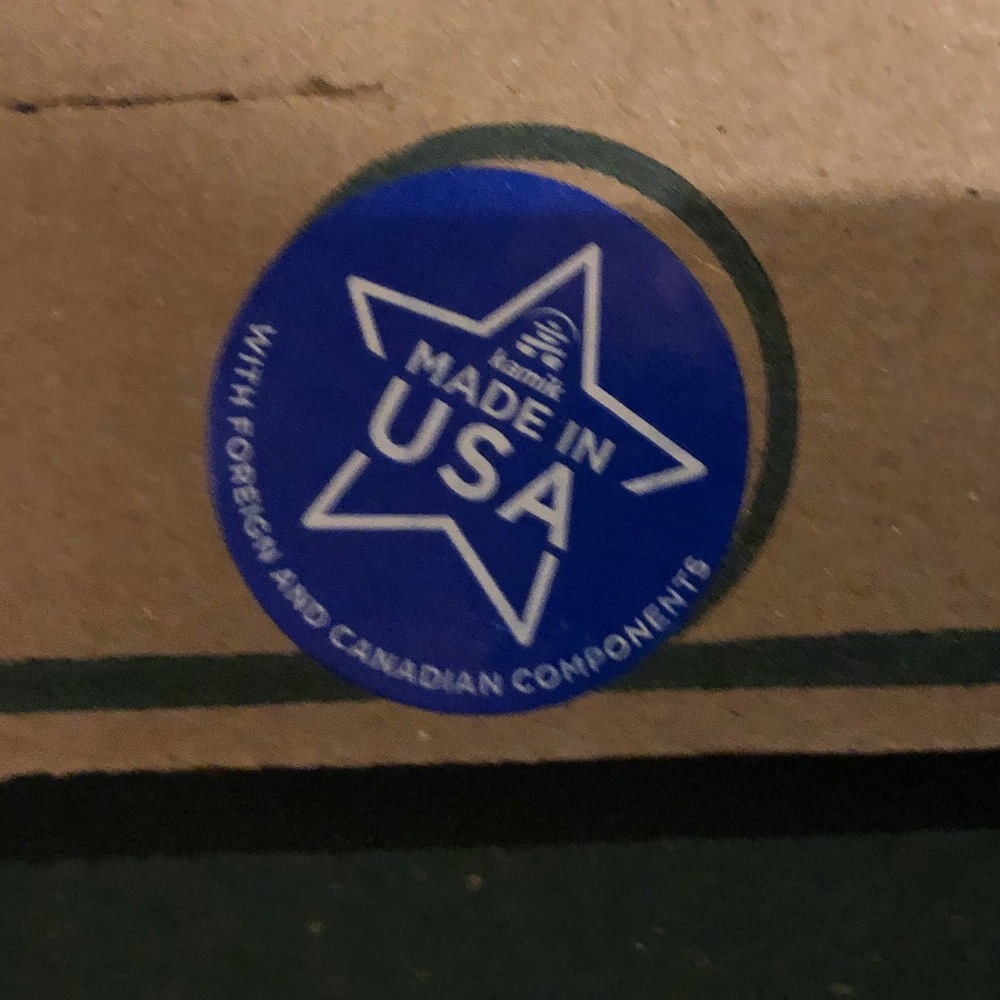 kamik
MADE IN
USA
WITH FOREIGN AND CANADIAN COMPONENTS